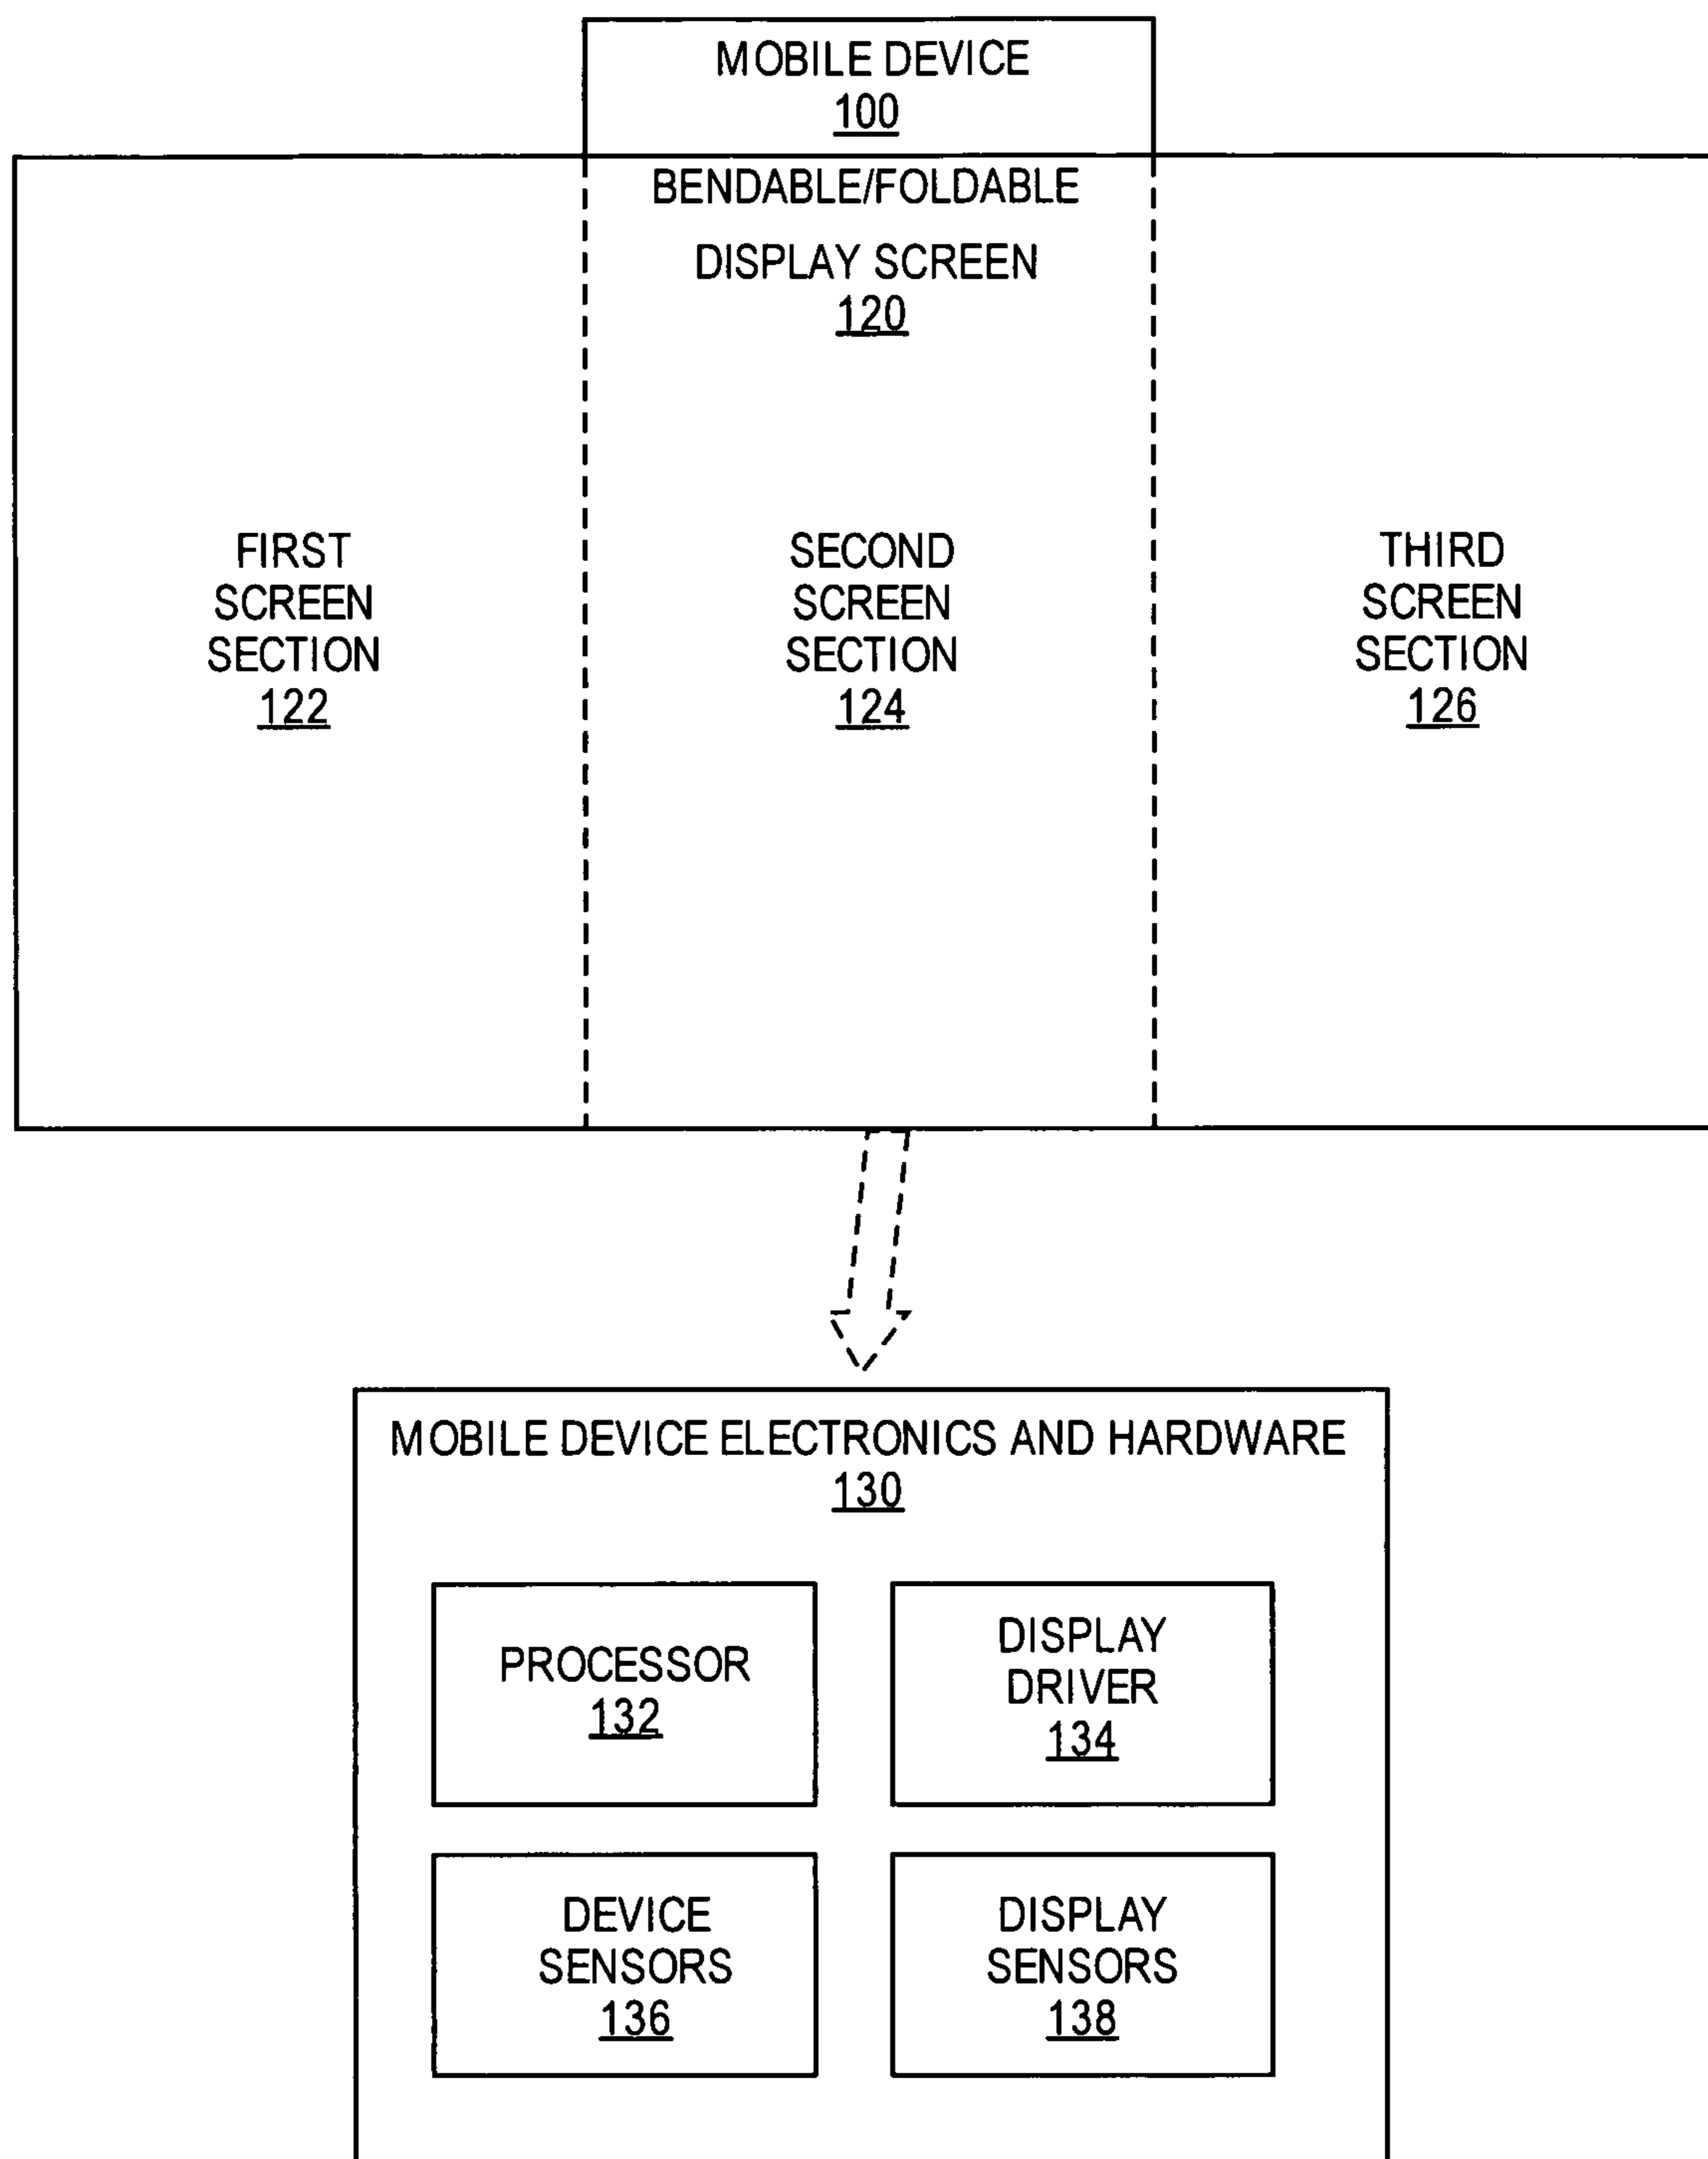 MOBILE DEVICE
100
BENDABLE/FOLDABLE
DISPLAY SCREEN
120
FIRST
SCREEN
SECTION
122
SECOND
SCREEN
SECTION
124
THIRD
SCREEN
SECTION
126
MOBILE DEVICE ELECTRONICS AND HARDWARE
130
PROCESSOR
132
DISPLAY
DRIVER
134
DEVICE
SENSORS
136
DISPLAY
SENSORS
138